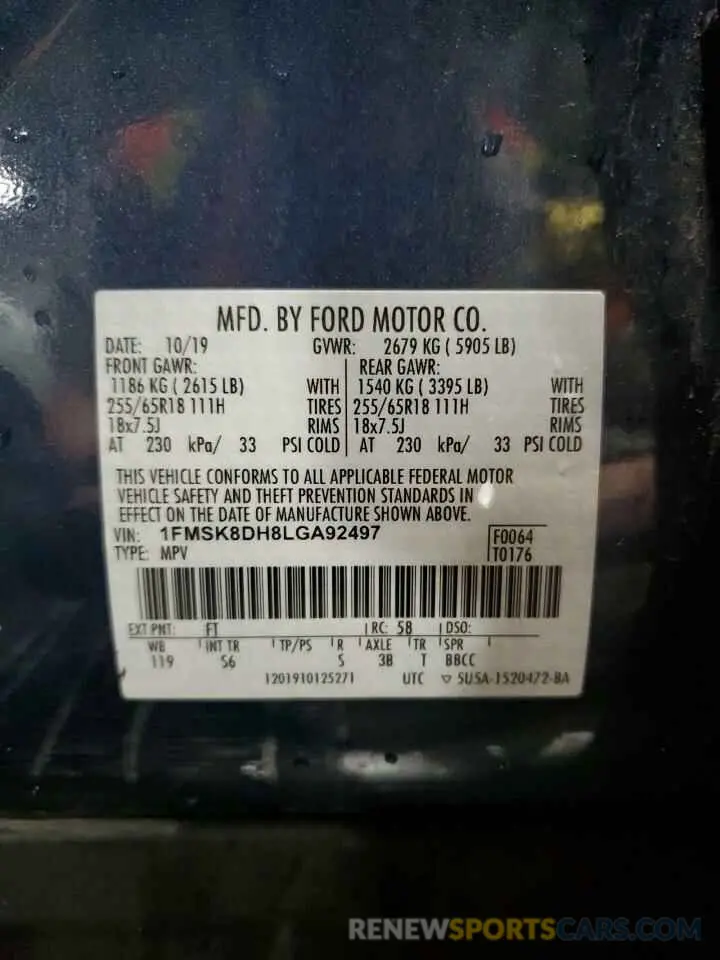 MFD. BY FORD MOTOR CO.
DATE: 10/19 GVWR: 2679 KG ( 5905 LB)
FRONT GAWR: REAR GAWR:
1186 KG ( 2615 LB) WITH 1540 KG ( 3395 LB) WITH
255/65R18 111H TIRES 255/65R18 111H TIRES
18x7.5J RIMS 18x7.5J RIMS
AT 230 kPa/ 33 PSI COLD AT 230 kPa/ 33 PSI COLD
THIS VEHICLE CONFORMS TO ALL APPLICABLE FEDERAL MOTOR
VEHICLE SAFETY AND THEFT PREVENTION STANDARDS IN
EFFECT ON THE DATE OF MANUFACTURE SHOWN ABOVE.
VIN: 1FMSK8DH8LGA92497 F0064
TYPE: MPV T0176
EXT PNT: FT RC: 58 DSO:
WB INT TR TP/PS R AXLE TR SPR
119 S6 S 3B T BBCC
1201910125271 UTC ▽ 5U5A-1520472-BA
RENEWSPORTSCARS.COM